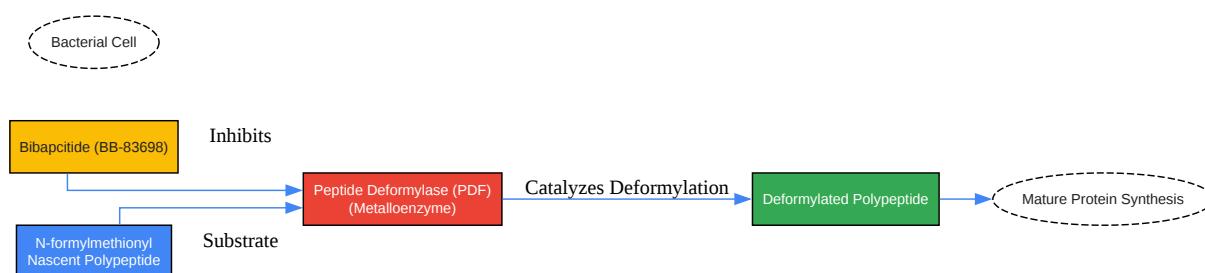 Bacterial Cell
Bibapcitide (BB-83698)
Inhibits
Peptide Deformylase (PDF)
(Metalloenzyme)
Catalyzes Deformylation
Deformylated Polypeptide
Mature Protein Synthesis
N-formylmethionyl
Nascent Polypeptide
Substrate